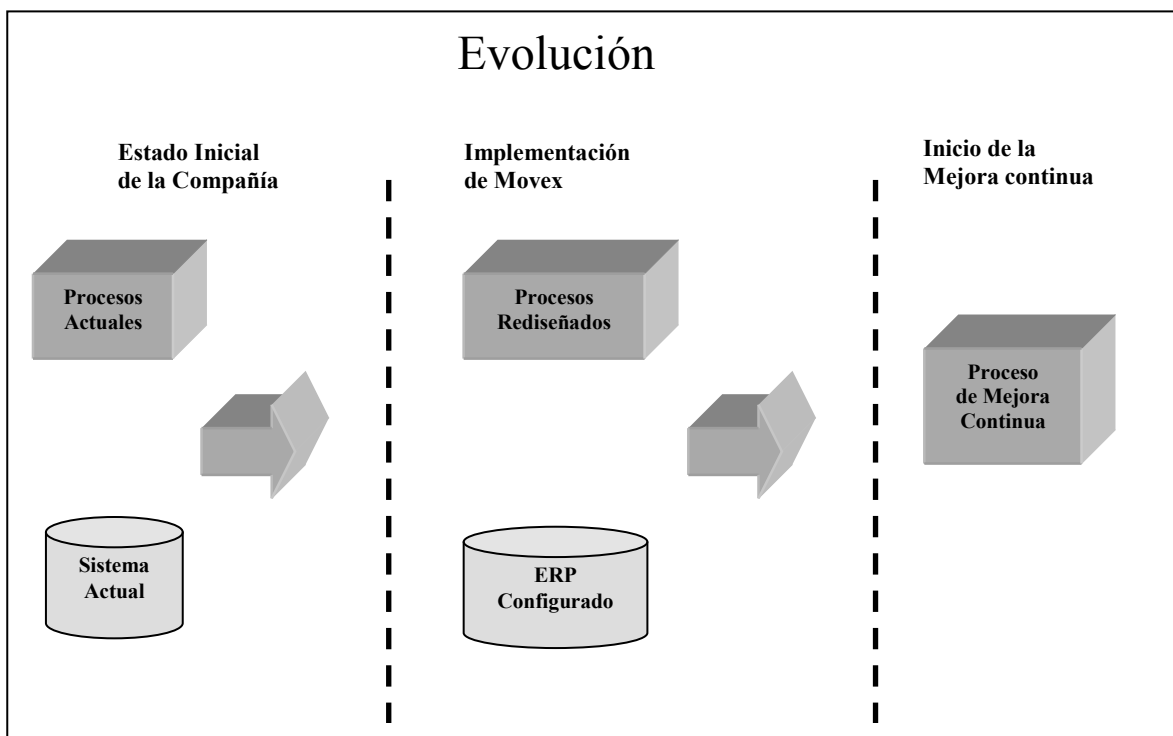 Evolución
Estado Inicial
de la Compañía
Implementación
de Movex
Inicio de la
Mejora continua
Procesos
Actuales
Procesos
Rediseñados
Proceso
de Mejora
Continua
Sistema
Actual
ERP
Configurado